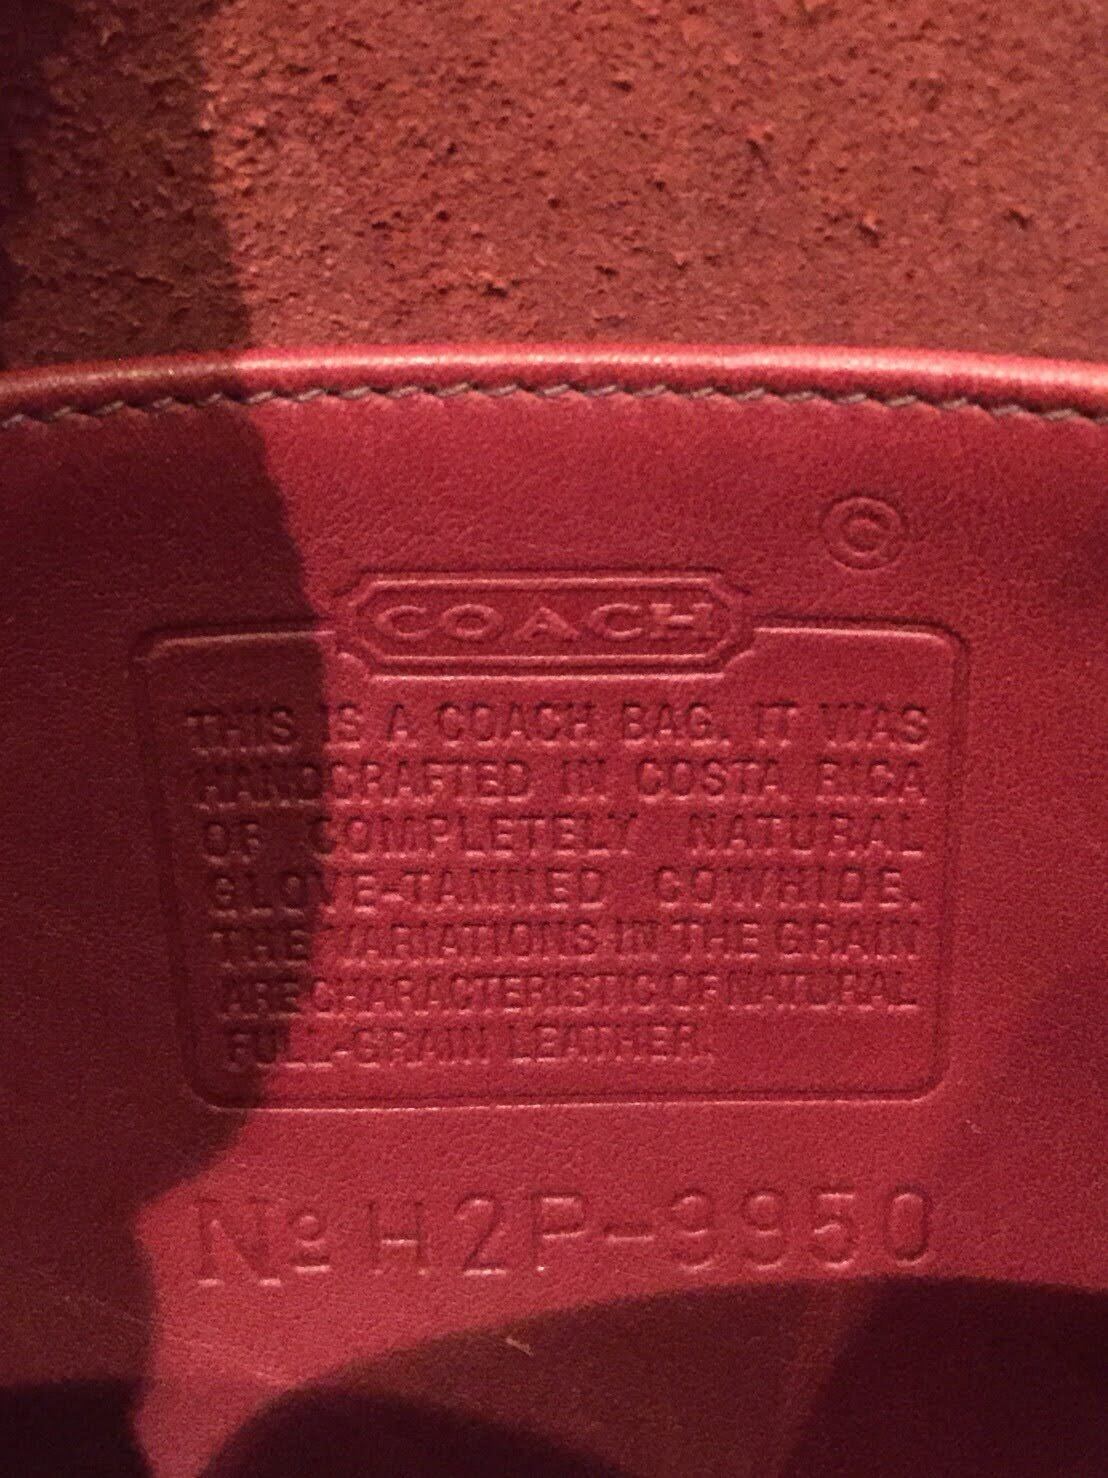 ©
COACH
THIS IS A COACH BAG. IT WAS
HANDCRAFTED IN COSTA RICA
OF COMPLETELY NATURAL
GLOVE-TANNED COWHIDE.
THE VARIATIONS IN THE GRAIN
ARE CHARACTERISTIC OF NATURAL
FULL-GRAIN LEATHER.
Nº H2P-9950